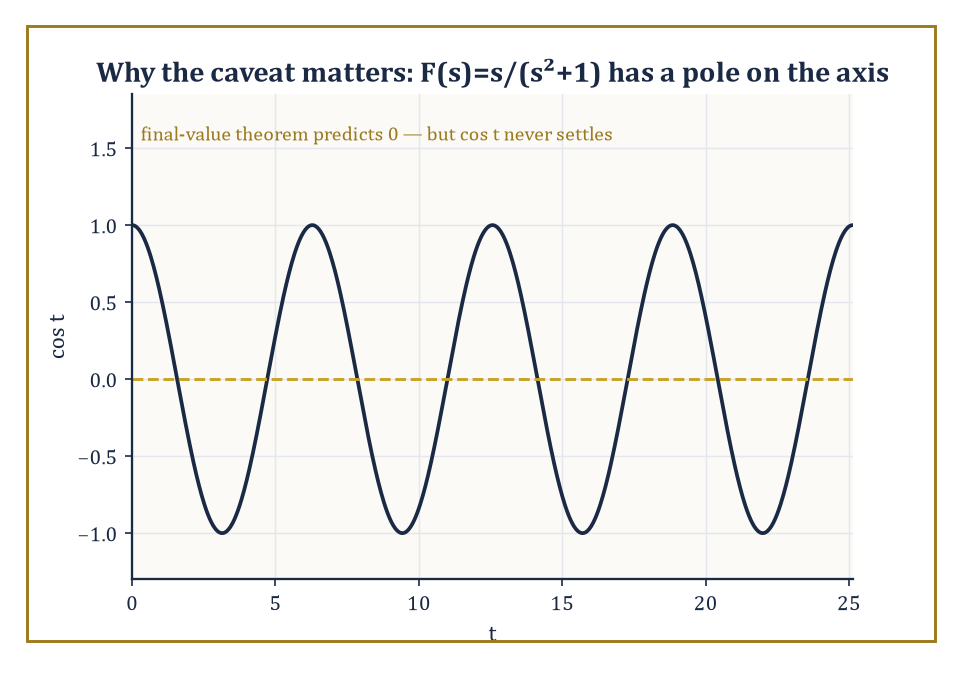 Why the caveat matters: F(s)=s/(s²+1) has a pole on the axis
final-value theorem predicts 0 — but cos t never settles
1.5
1.0
0.5
0.0
−0.5
−1.0
cos t
0 5 10 15 20 25
t